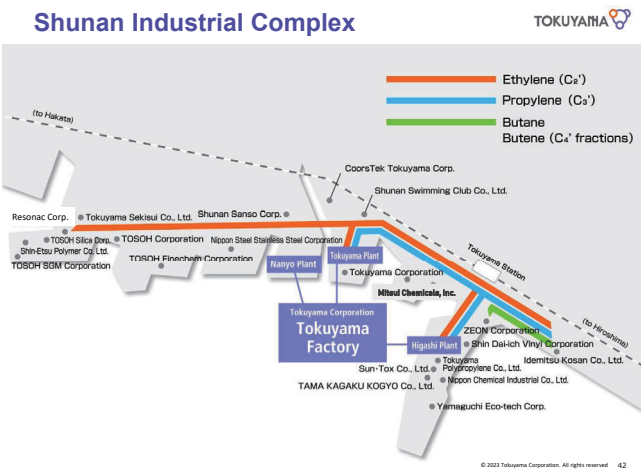 Shunan Industrial Complex
TOKUYAMA
Ethylene (C₂')
Propylene (C₃')
Butane
Butene (C₄' fractions)
(to Hakata)
CoorsTek Tokuyama Corp.
Shunan Swimming Club Co., Ltd.
Resonac Corp.
Tokuyama Sekisui Co., Ltd.
Shunan Sanso Corp.
TOSOH Silica Corp.
TOSOH Corporation
Nippon Steel Stainless Steel Corporation
Shin-Etsu Polymer Co. Ltd.
TOSOH SGM Corporation
TOSOH Finechem Corporation
Nanyo Plant
Tokuyama Plant
Tokuyama Station
Tokuyama Corporation
Mitsui Chemicals, Inc.
Tokuyama Corporation
Tokuyama
Factory
(to Hiroshima)
ZEON Corporation
Shin Dai-ich Vinyl Corporation
Higashi Plant
Idemitsu Kosan Co., Ltd.
Tokuyama
Polypropylene Co., Ltd.
Sun·Tox Co., Ltd.
Nippon Chemical Industrial Co., Ltd.
TAMA KAGAKU KOGYO Co., Ltd.
Yamaguchi Eco-tech Corp.
© 2023 Tokuyama Corporation. All rights reserved 42